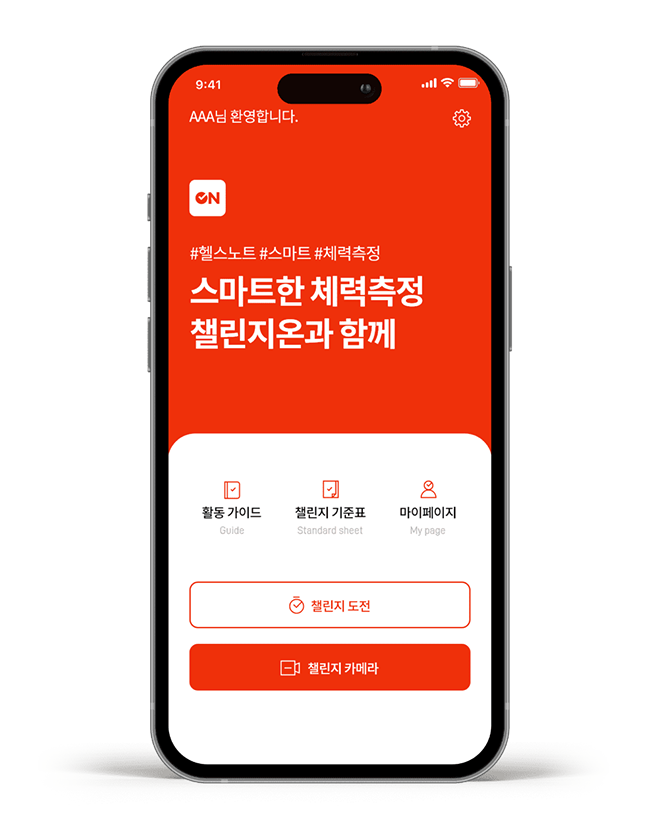 9:41
AAA님 환영합니다.
ON
#헬스노트 #스마트 #체력측정
스마트한 체력측정
챌린지온과 함께
활동 가이드 챌린지 기준표 마이페이지
Guide Standard sheet My page
챌린지 도전
챌린지 카메라